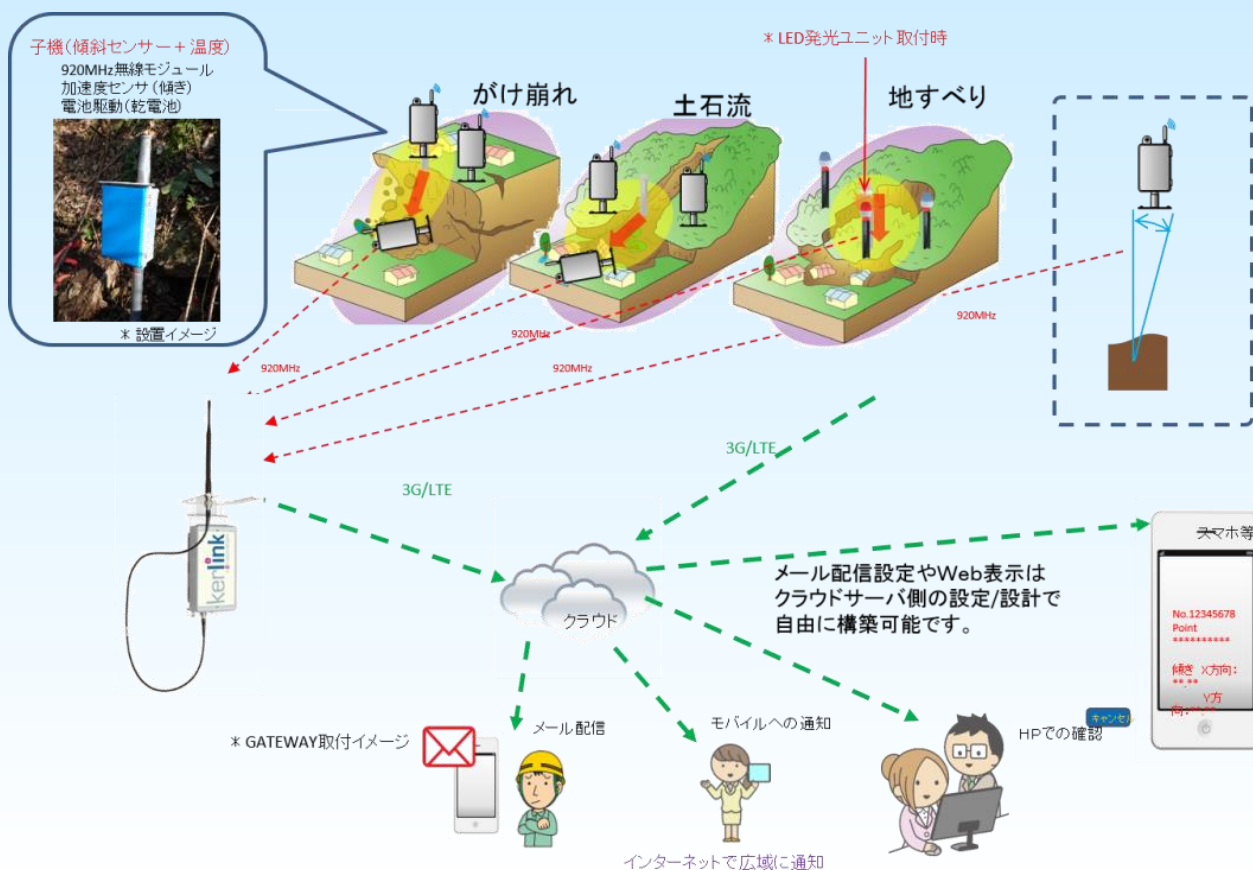 子機(傾斜センサー＋温度)
920MHz無線モジュール
加速度センサ(傾き)
電池駆動(乾電池)
＊設置イメージ
がけ崩れ
土石流
＊LED発光ユニット取付時
地すべり
920MHz
920MHz
920MHz
920MHz
3G/LTE
3G/LTE
kerlink
クラウド
メール配信設定やWeb表示は
クラウドサーバ側の設定/設計で
自由に構築可能です。
スマホ等
No.12345678
Point
**********
傾き X方向:
**.**
Y方
向:**.**
＊GATEWAY取付イメージ
メール配信
モバイルへの通知
HPでの確認
キャンセル
インターネットで広域に通知